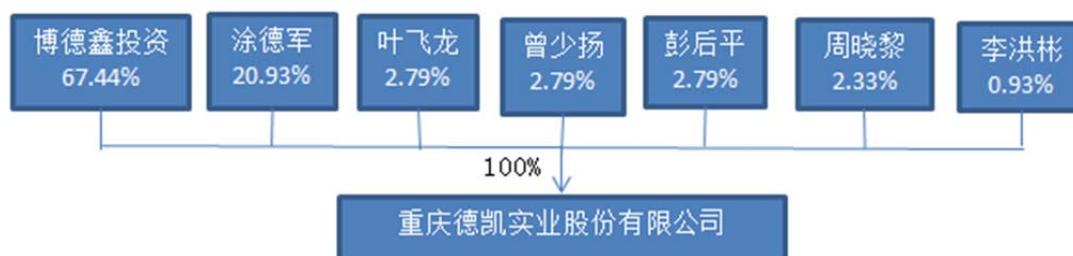 博德鑫投资
67.44%
涂德军
20.93%
叶飞龙
2.79%
曾少扬
2.79%
彭后平
2.79%
周晓黎
2.33%
李洪彬
0.93%
100%
重庆德凯实业股份有限公司